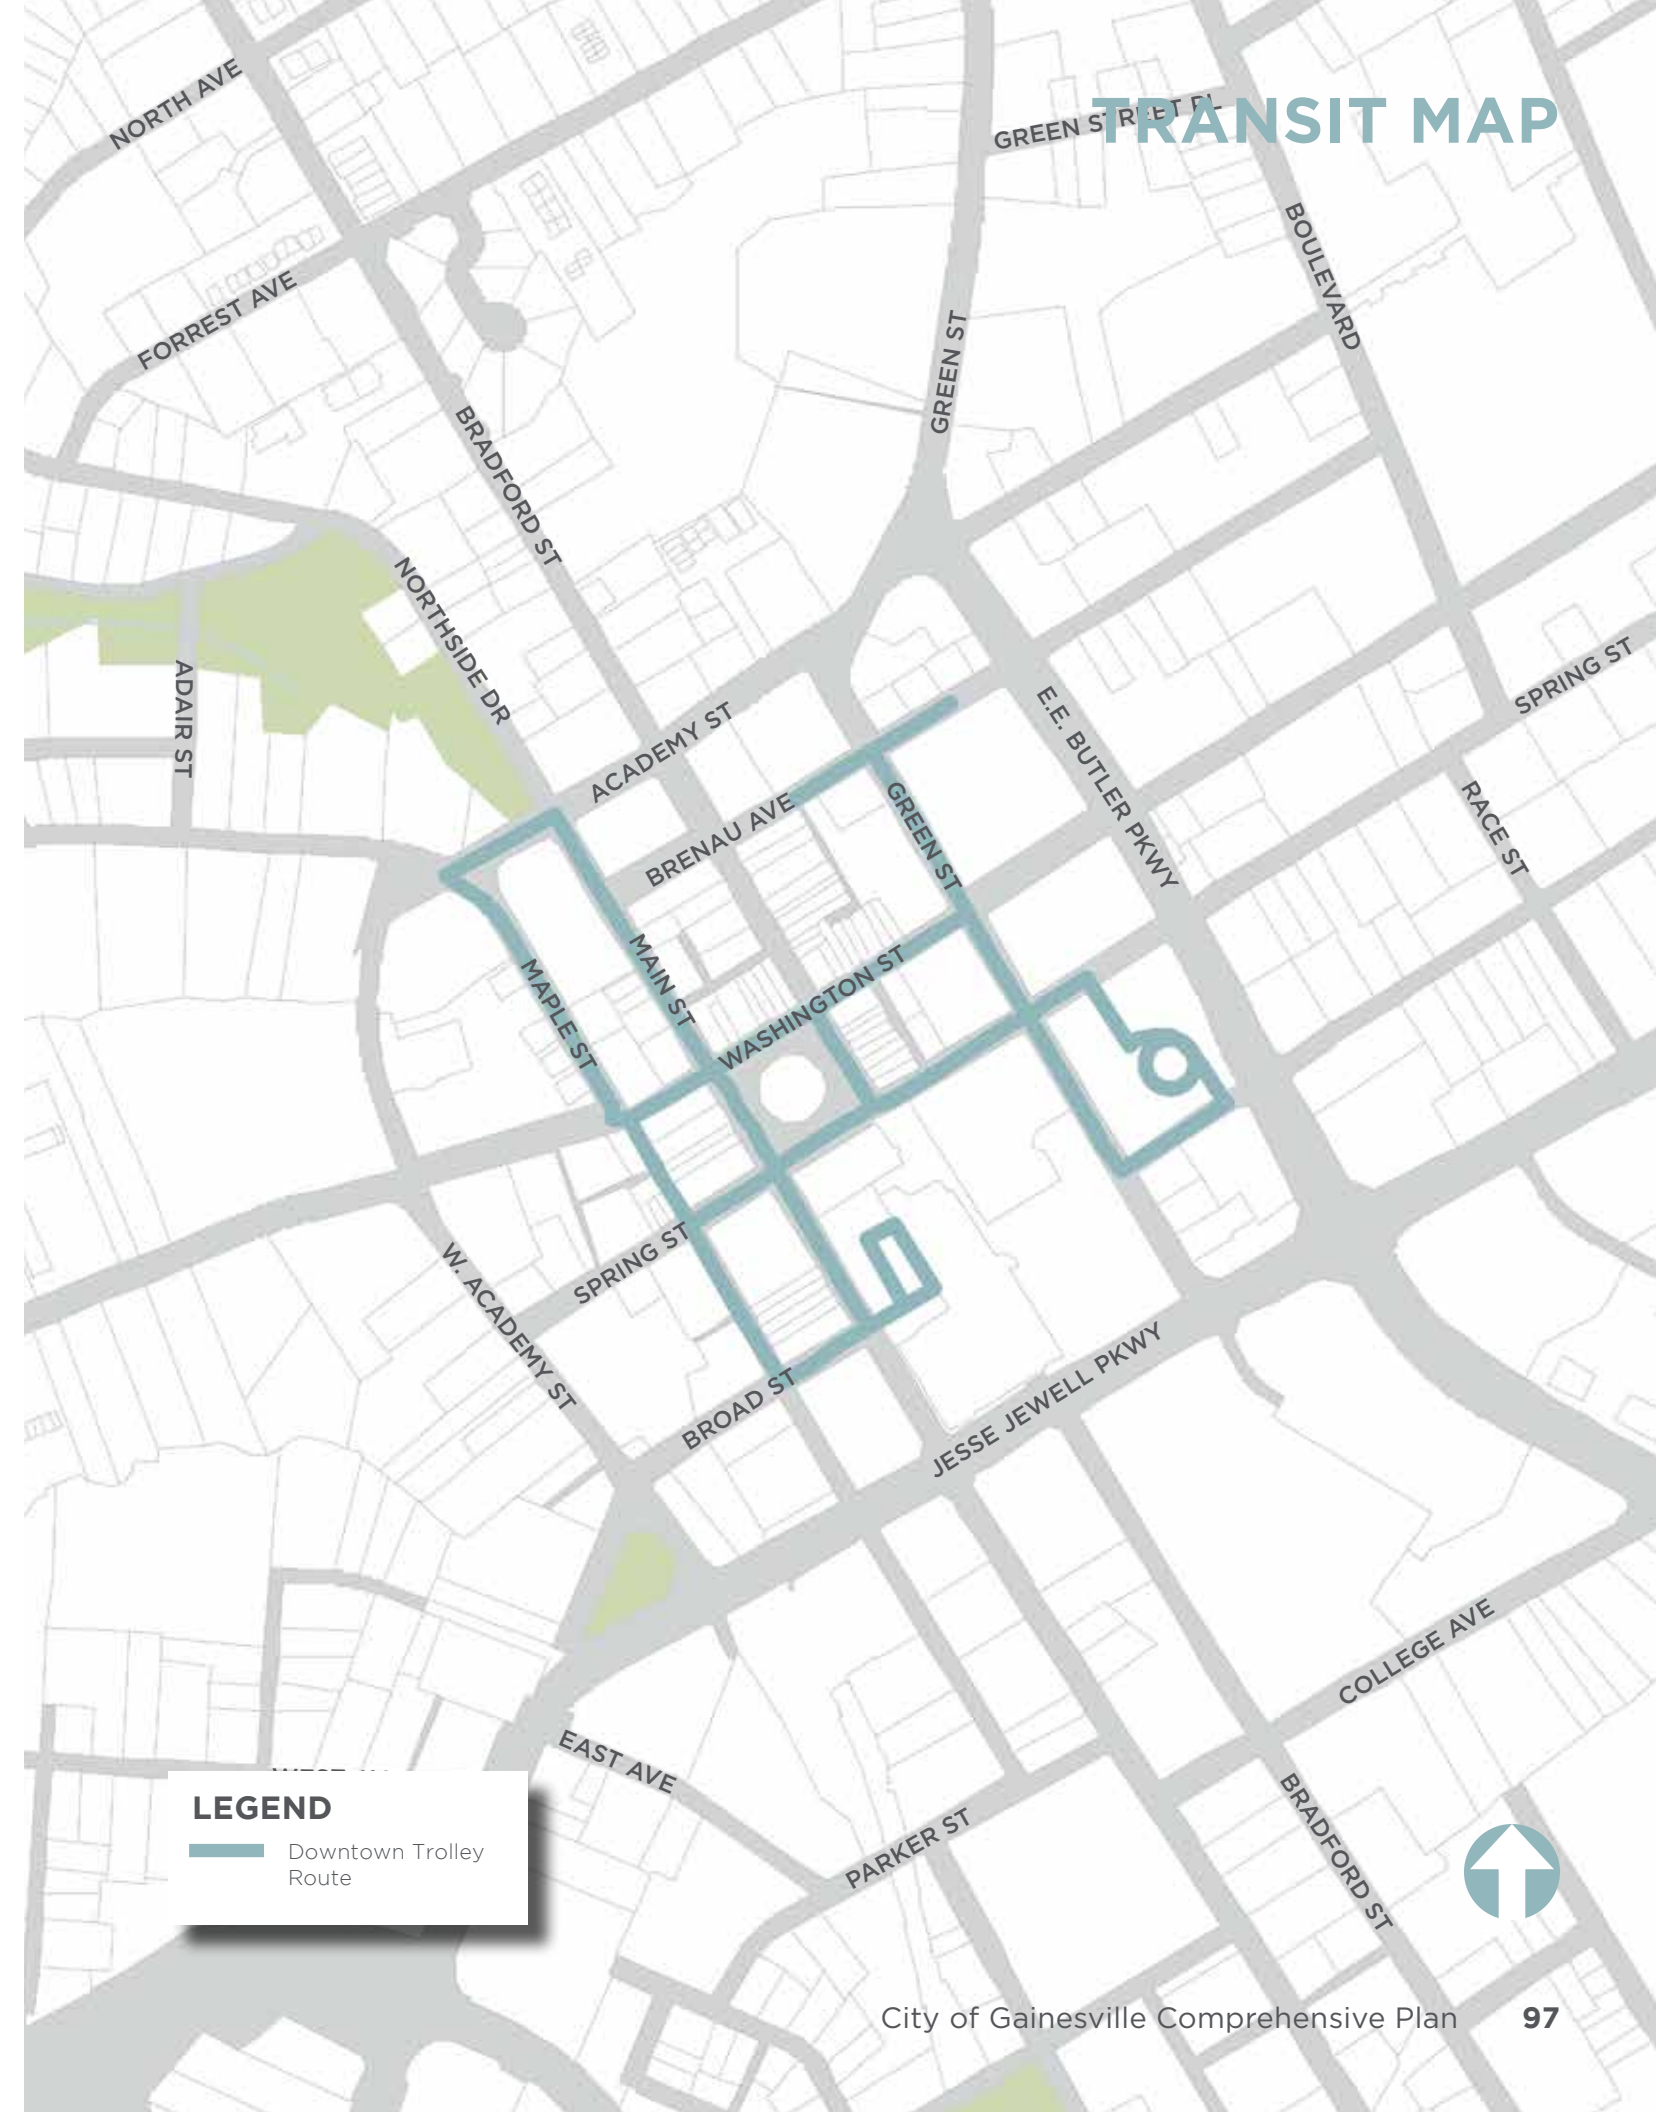 TRANSIT MAP
NORTH AVE
GREEN STREET PL
BOULEVARD
FORREST AVE
GREEN ST
BRADFORD ST
NORTHSIDE DR
ADAIR ST
SPRING ST
ACADEMY ST
E.E. BUTLER PKWY
RACE ST
BRENAU AVE
GREEN ST
MAIN ST
MAPLE ST
WASHINGTON ST
SPRING ST
W. ACADEMY ST
BROAD ST
JESSE JEWELL PKWY
COLLEGE AVE
EAST AVE
BRADFORD ST
PARKER ST
LEGEND
Downtown Trolley
Route
City of Gainesville Comprehensive Plan 97